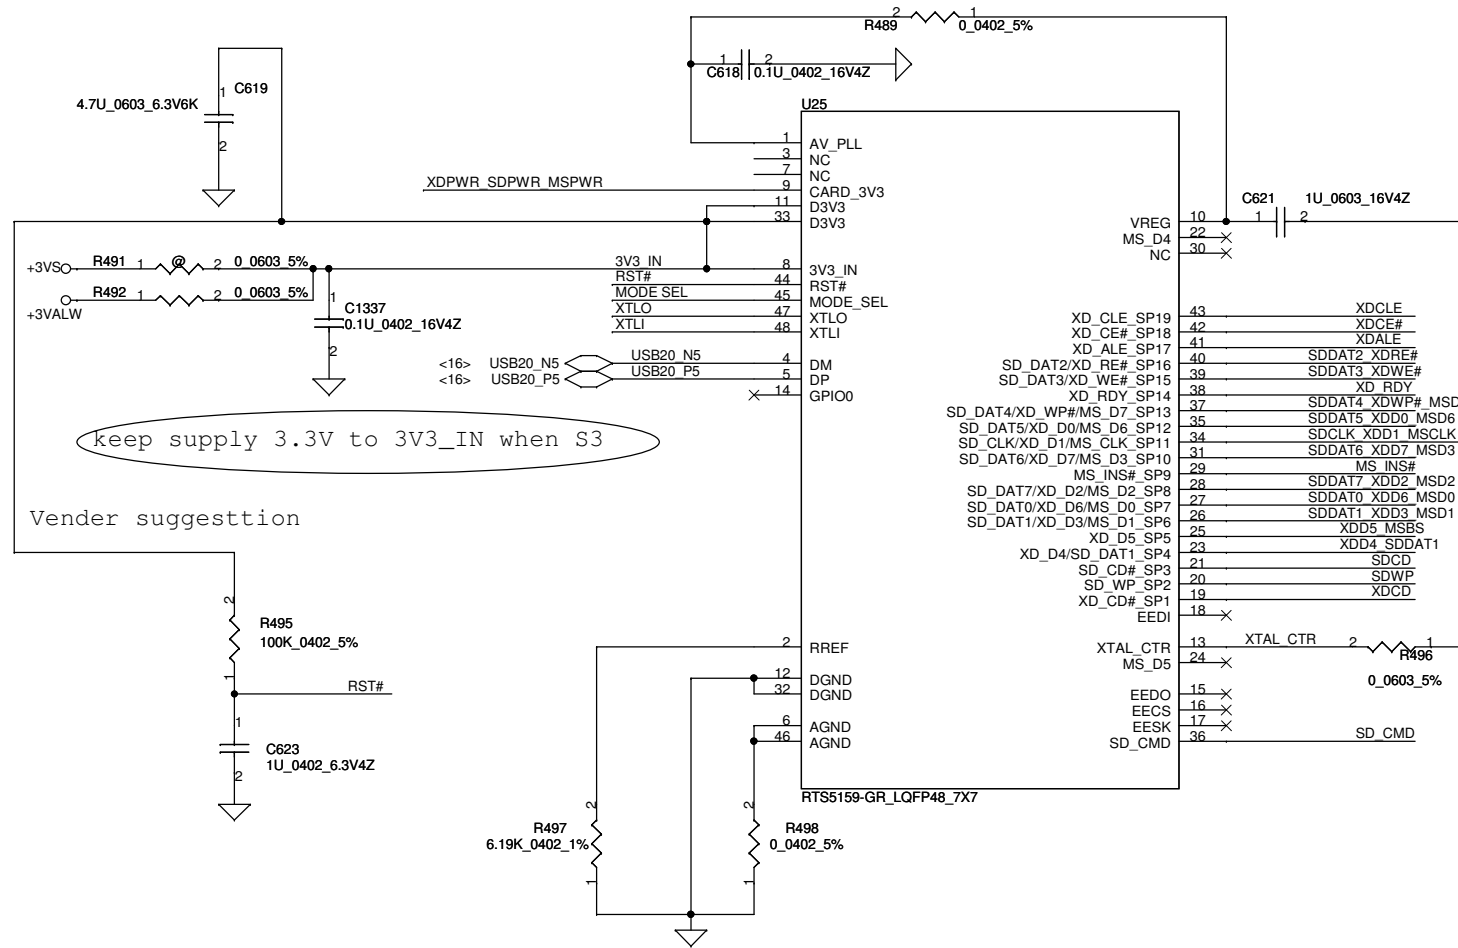 2 1
R489 0_0402_5%
1 2
C618 0.1U_0402_16V4Z
1 C619
4.7U_0603_6.3V6K
2
U25
1 AV_PLL
3 NC
7 NC
XDPWR_SDPWR_MSPWR 9 CARD_3V3
11 D3V3
33 D3V3
+3VS R491 1 @ 2 0_0603_5% 3V3_IN 8 3V3_IN
RST# 44 RST#
+3VALW R492 1 2 0_0603_5% MODE SEL 45 MODE_SEL
XTLO 47 XTLO
XTLI 48 XTLI
1 C1337
0.1U_0402_16V4Z
2
<16> USB20_N5 USB20_N5 4 DM
<16> USB20_P5 USB20_P5 5 DP
14 GPIO0
keep supply 3.3V to 3V3_IN when S3
Vender suggesttion
VREG 10 C621 1 2 1U_0603_16V4Z
MS_D4 22
NC 30
XD_CLE_SP19 43 XDCLE
XD_CE#_SP18 42 XDCE#
XD_ALE_SP17 41 XDALE
SD_DAT2/XD_RE#_SP16 40 SDDAT2_XDRE#
SD_DAT3/XD_WE#_SP15 39 SDDAT3_XDWE#
XD_RDY_SP14 38 XD_RDY
SD_DAT4/XD_WP#/MS_D7_SP13 37 SDDAT4_XDWP#_MSD
SD_DAT5/XD_D0/MS_D6_SP12 35 SDDAT5_XDD0_MSD6
SD_CLK/XD_D1/MS_CLK_SP11 34 SDCLK_XDD1_MSCLK
SD_DAT6/XD_D7/MS_D3_SP10 31 SDDAT6_XDD7_MSD3
MS_INS#_SP9 29 MS_INS#
SD_DAT7/XD_D2/MS_D2_SP8 28 SDDAT7_XDD2_MSD2
SD_DAT0/XD_D6/MS_D0_SP7 27 SDDAT0_XDD6_MSD0
SD_DAT1/XD_D3/MS_D1_SP6 26 SDDAT1_XDD3_MSD1
XD_D5_SP5 25 XDD5_MSBS
XD_D4/SD_DAT1_SP4 23 XDD4_SDDAT1
SD_CD#_SP3 21 SDCD
SD_WP_SP2 20 SDWP
XD_CD#_SP1 19 XDCD
EEDI 18
XTAL_CTR 13 XTAL_CTR 2 1 R496
0_0603_5%
MS_D5 24
EEDO 15
EECS 16
EESK 17
SD_CMD 36 SD_CMD
2 R495
100K_0402_5%
1
RST#
1 C623
1U_0402_6.3V4Z
2
2 RREF
12 DGND
32 DGND
6 AGND
46 AGND
RTS5159-GR_LQFP48_7X7
2 R497
6.19K_0402_1%
1
2 R498
0_0402_5%
1